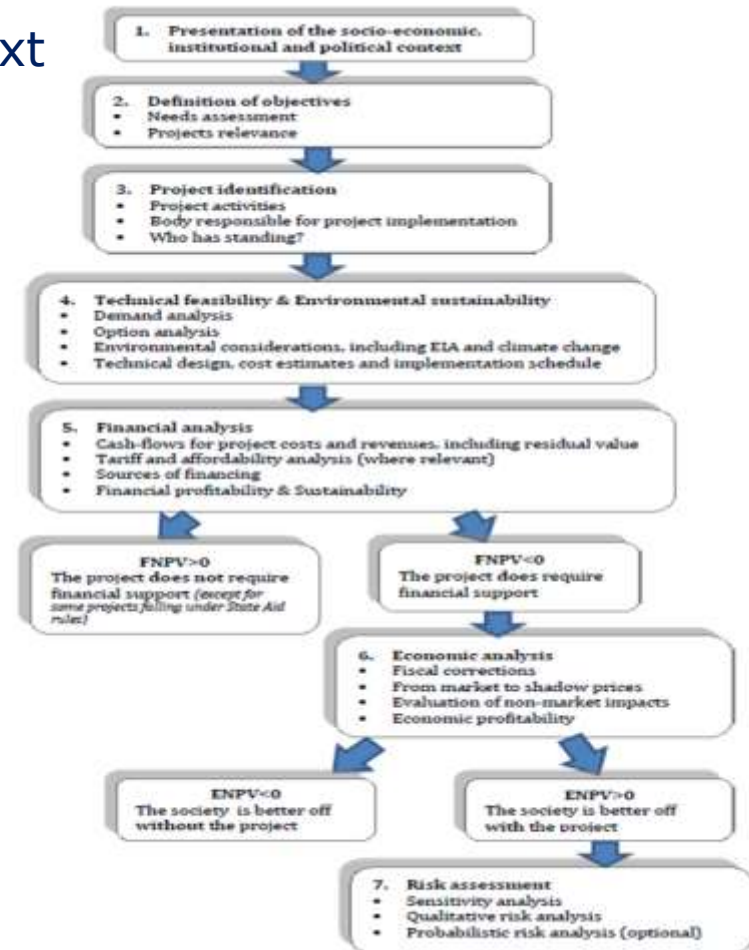 xt
1. Presentation of the socio-economic,
institutional and political context
2. Definition of objectives
• Needs assessment
• Projects relevance
3. Project identification
• Project activities
• Body responsible for project implementation
• Who has standing?
4. Technical feasibility & Environmental sustainability
• Demand analysis
• Option analysis
• Environmental considerations, including EIA and climate change
• Technical design, cost estimates and implementation schedule
5. Financial analysis
• Cash-flows for project costs and revenues, including residual value
• Tariff and affordability analysis (where relevant)
• Sources of financing
• Financial profitability & Sustainability
FNPV>0
The project does not require
financial support (except for
some projects falling under State Aid
rules)
FNPV<0
The project does require
financial support
6. Economic analysis
• Fiscal corrections
• From market to shadow prices
• Evaluation of non-market impacts
• Economic profitability
ENPV<0
The society is better off
without the project
ENPV>0
The society is better off
with the project
7. Risk assessment
• Sensitivity analysis
• Qualitative risk analysis
• Probabilistic risk analysis (optional)